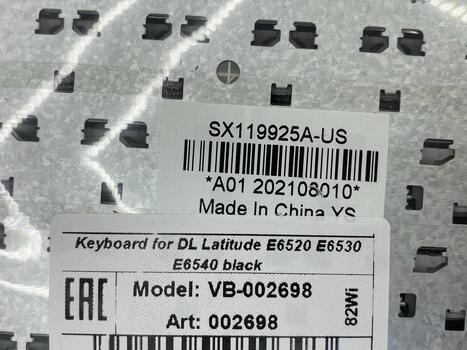 SX119925A-US
*A01 202108010*
Made In China YS
Keyboard for DL Latitude E6520 E6530
E6540 black
EAC
Model: VB-002698
Art: 002698
82Wi